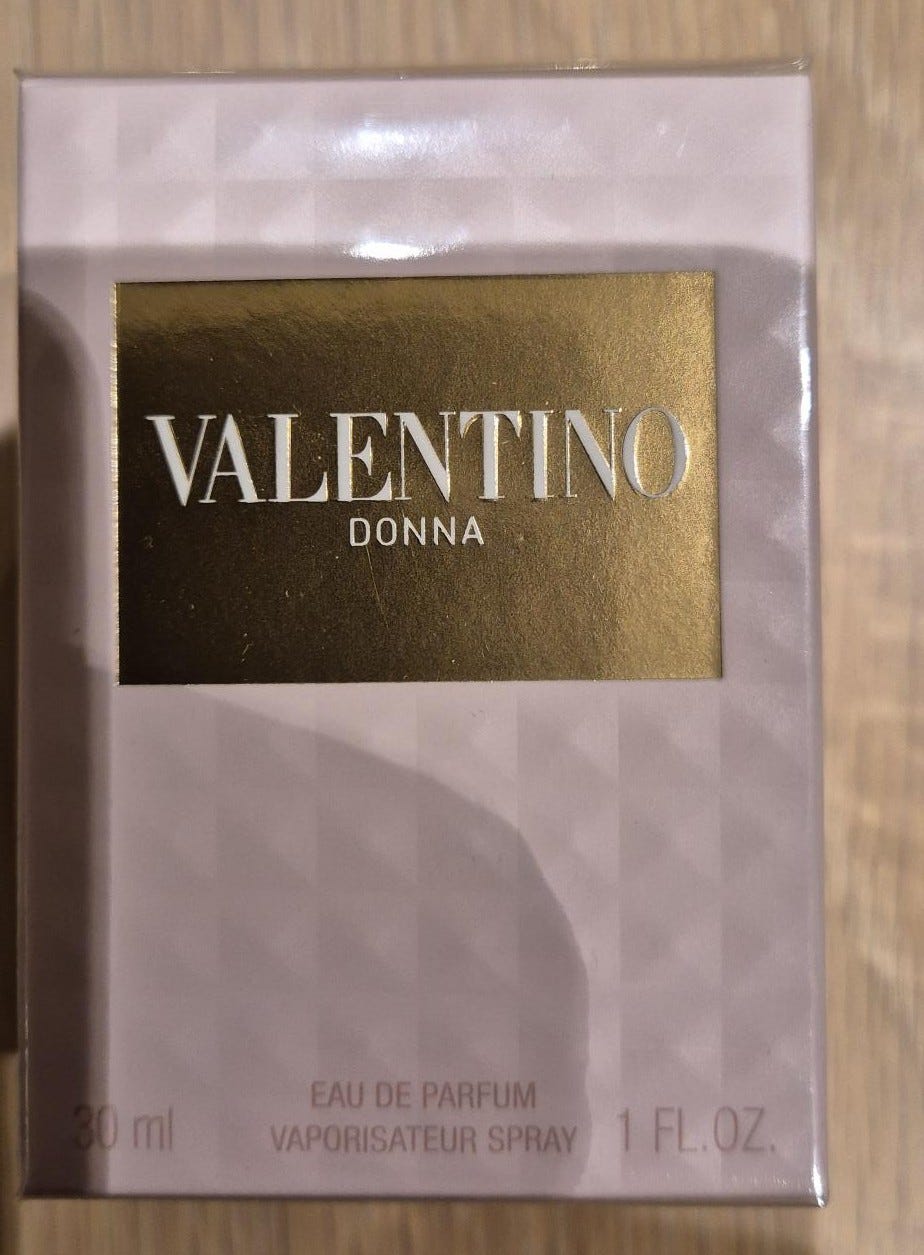 VALENTINO
DONNA
EAU DE PARFUM
30 ml VAPORISATEUR SPRAY 1 FL.OZ.